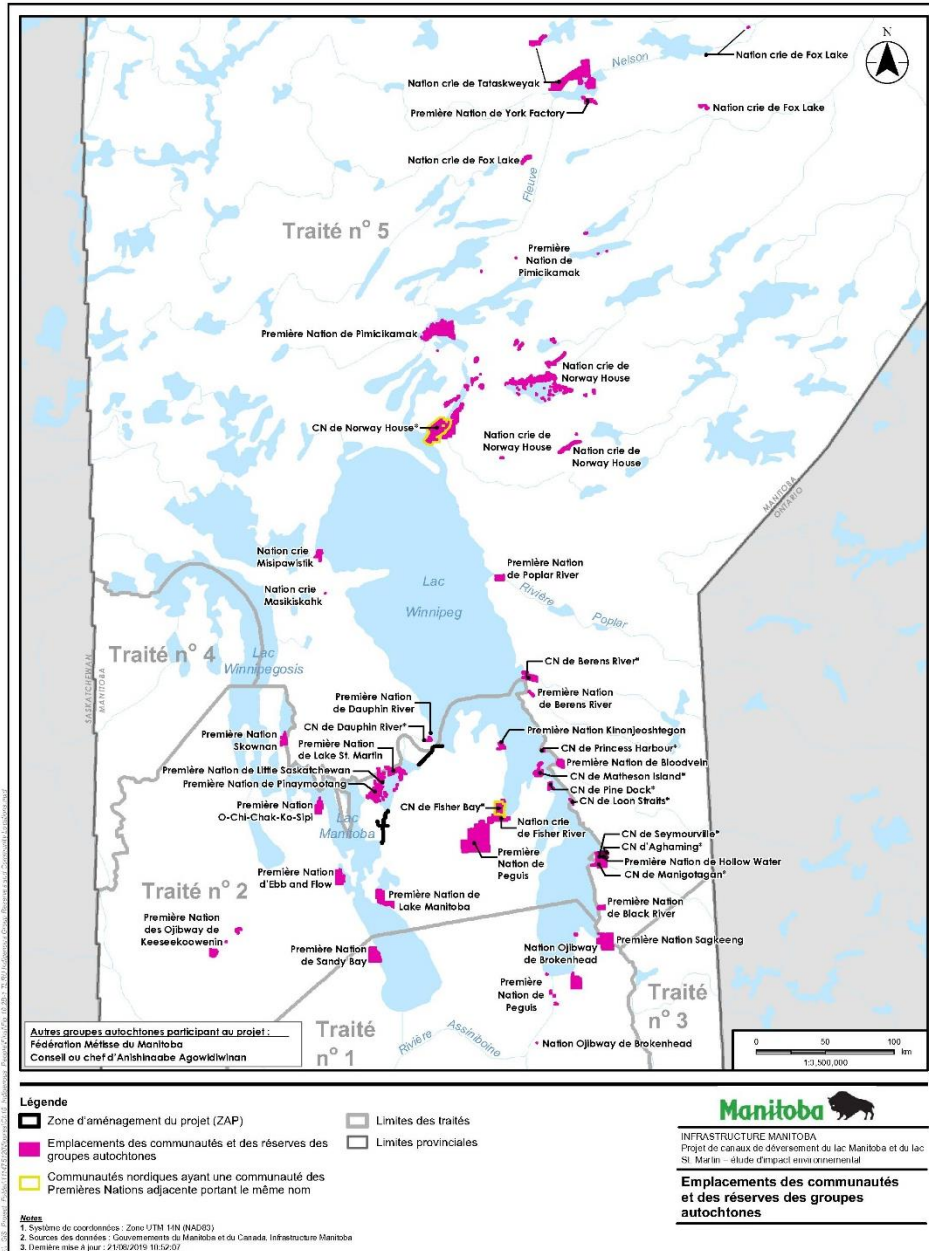 N
Nelson
Nation crie de Fox Lake
Nation crie de Tataskweyak
Première Nation de York Factory
Nation crie de Fox Lake
Nation crie de Fox Lake
Fleuve
Traité n° 5
Première
Nation de
Pimicikamak
Première Nation de Pimicikamak
Nation crie de
Norway House
CN de Norway House*
Nation crie de
Norway House
Nation crie de
Norway House
MANITOBA
ONTARIO
Nation crie
Misipawistik
Nation crie
Masikiskahk
Première Nation
de Poplar River
Lac
Winnipeg
Rivière Poplar
Traité n° 4
Lac
Winnipegosis
SASKATCHEWAN
MANITOBA
CN de Berens River*
Première Nation
de Berens River
Première Nation
de Dauphin River
CN de Dauphin River*
Première Nation
Skownan
Première Nation
de Lake St. Martin
Première Nation Kinonjeoshtegon
CN de Princess Harbour*
Première Nation de Bloodvein
CN de Matheson Island*
CN de Pine Dock*
CN de Loon Straits*
Première Nation de Little Saskatchewan
Première Nation de Pinaymootang
Première Nation
O-Chi-Chak-Ko-Sipi
Lac
Manitoba
CN de Fisher Bay*
Nation crie
de Fisher River
Première
Nation de
Peguis
CN de Seymourville*
CN d'Aghaming*
Première Nation de Hollow Water
CN de Manigotagan*
Première Nation
d'Ebb and Flow
Traité n° 2
Première Nation de
Lake Manitoba
Première Nation
de Black River
Première Nation
des Ojibway de
Keeseekoowenin
Première Nation
de Sandy Bay
Nation Ojibway
de Brokenhead
Première Nation Sagkeeng
Première
Nation de
Peguis
Traité
n° 3
Traité
n° 1
Rivière Assiniboine
Nation Ojibway de Brokenhead
Autres groupes autochtones participant au projet :
Fédération Métisse du Manitoba
Conseil ou chef d'Anishinaabe Agowidiiwinan
0 50 100
km
1:3,500,000
Légende
Zone d'aménagement du projet (ZAP)
Emplacements des communautés et des réserves des
groupes autochtones
Communautés nordiques ayant une communauté des
Premières Nations adjacente portant le même nom
Limites des traités
Limites provinciales
Notes
1. Système de coordonnées : Zone UTM 14N (NAD83)
2. Sources des données : Gouvernements du Manitoba et du Canada, Infrastructure Manitoba
3. Dernière mise à jour : 21/08/2019 10:52:07
Manitoba
INFRASTRUCTURE MANITOBA
Projet de canaux de déversement du lac Manitoba et du lac
St. Martin – étude d'impact environnemental
Emplacements des communautés
et des réserves des groupes
autochtones